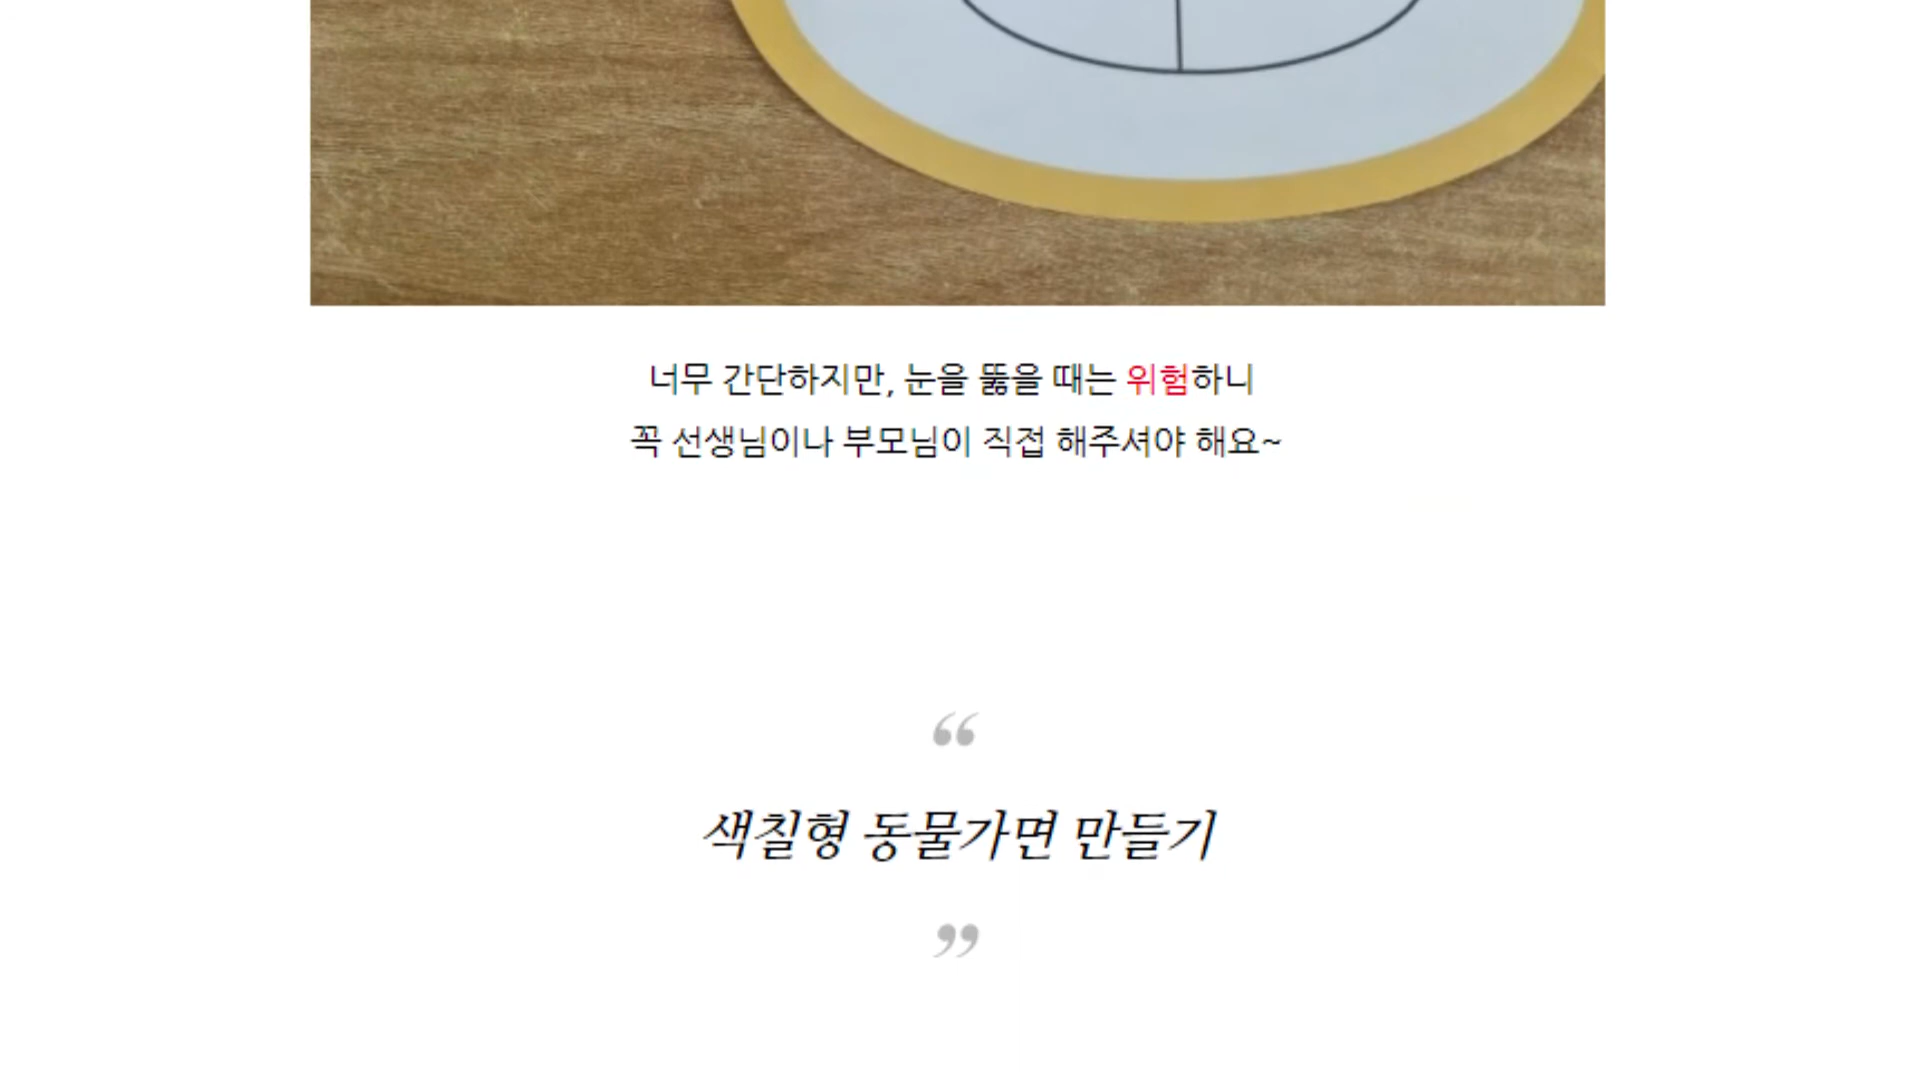 너무 간단하지만, 눈을 뚫을 때는 위험하니
꼭 선생님이나 부모님이 직접 해주셔야 해요~
“
색칠형 동물가면 만들기
”